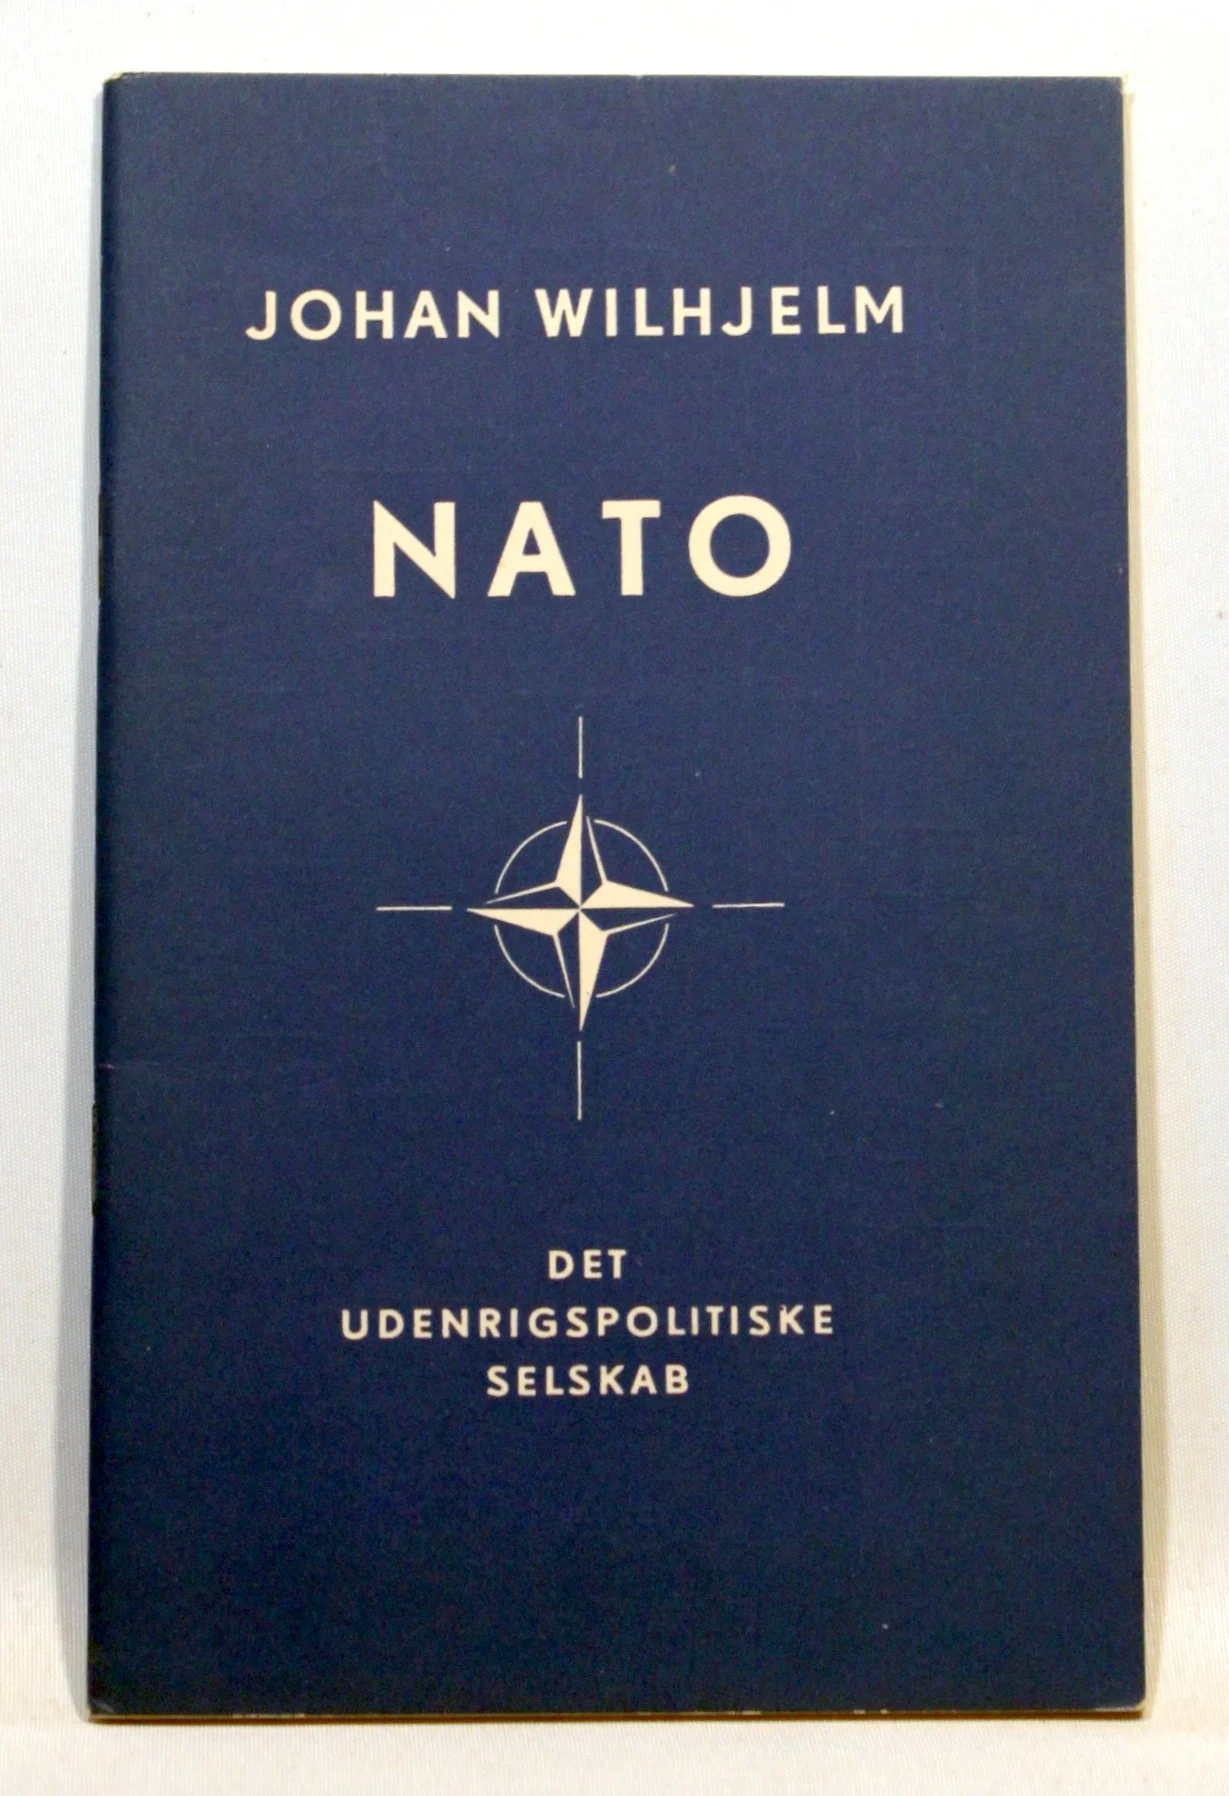 JOHAN WILHJELM
NATO
DET
UDENRIGSPOLITISKE
SELSKAB